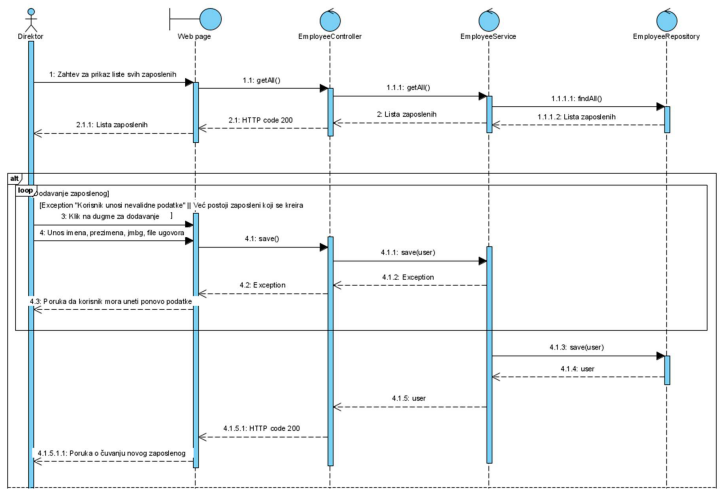 Direktor
Web page
EmployeeController
EmployeeService
EmployeeRepository
1: Zahtev za prikaz liste svih zaposlenih
1.1: getAll()
1.1.1: getAll()
1.1.1.1: findAll()
1.1.1.2: Lista zaposlenih
2: Lista zaposlenih
2.1: HTTP code 200
2.1.1: Lista zaposlenih
alt
loop
Dodavanje zaposlenog]
[Exception "Korisnik unosi nevalidne podatke" || Već postoji zaposleni koji se kreira
3: Klik na dugme za dodavanje ]
4: Unos imena, prezimena, jmbg, file ugovora
4.1: save()
4.1.1: save(user)
4.1.2: Exception
4.2: Exception
4.3: Poruka da korisnik mora uneti ponovo podatke
4.1.3: save(user)
4.1.4: user
4.1.5: user
4.1.5.1: HTTP code 200
4.1.5.1.1: Poruka o čuvanju novog zaposlenog